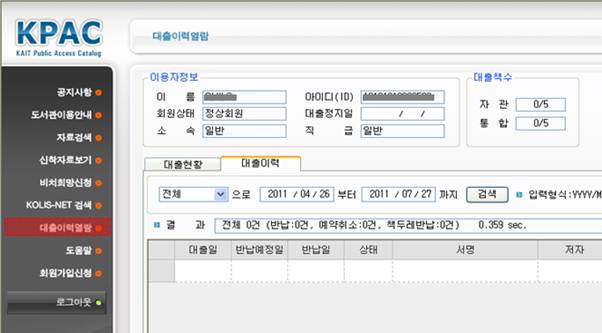 KPAC
KAIT Public Access Catalog
대출이력열람
공지사항
도서관이용안내
자료검색
신착자료보기
비치희망신청
KOLIS-NET 검색
대출이력열람
도움말
회원가입신청
로그아웃
이용자정보
이 름 아이디(ID)
회원상태 정상회원 대출정지일 / /
소 속 일반 직 급 일반
대출책수
자 관 0/5
통 합 0/5
대출현황 대출이력
전체 으로 2011 / 04 / 26 부터 2011 / 07 / 27 까지 검색 입력형식:YYYY/M
결 과 전체 0건 (반납:0건, 예약취소:0건, 책두레반납:0건) 0.359 sec.
대출일 반납예정일 반납일 상태 서명 저자